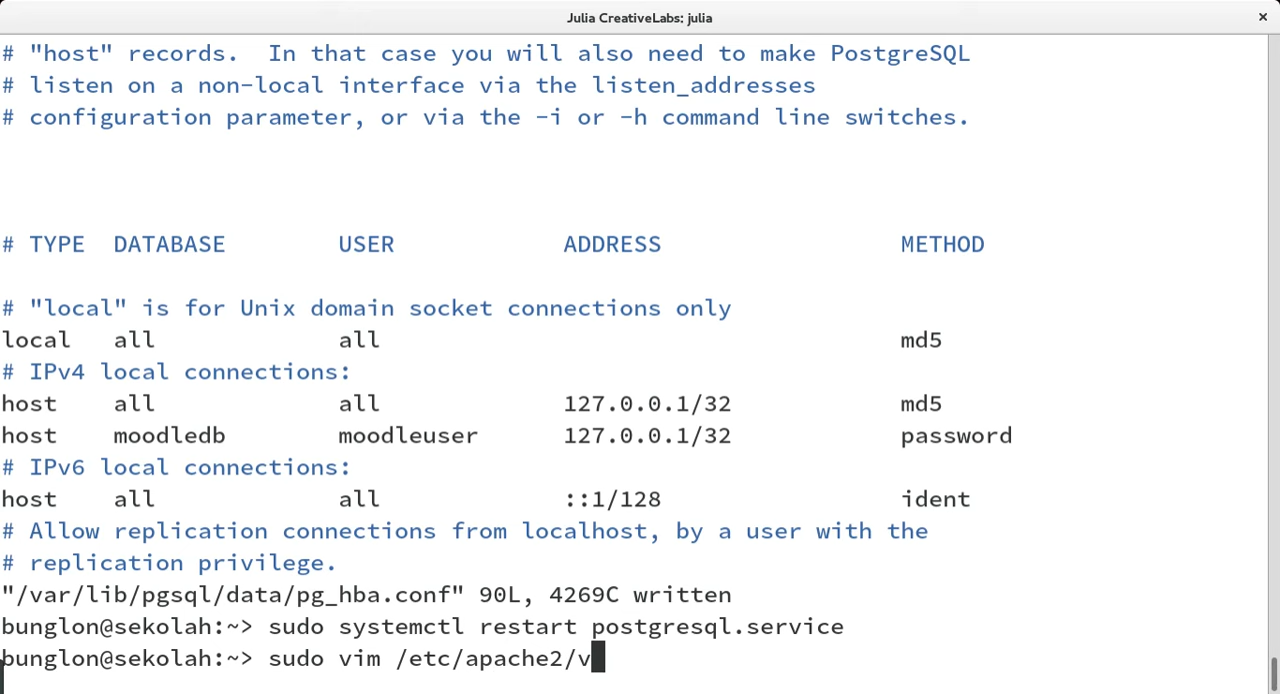 Julia CreativeLabs: julia
# "host" records.  In that case you will also need to make PostgreSQL
# listen on a non-local interface via the listen_addresses
# configuration parameter, or via the -i or -h command line switches.
# TYPE  DATABASE        USER            ADDRESS                 METHOD
# "local" is for Unix domain socket connections only
local   all             all                                     md5
# IPv4 local connections:
host    all             all             127.0.0.1/32            md5
host    moodledb        moodleuser      127.0.0.1/32            password
# IPv6 local connections:
host    all             all             ::1/128                 ident
# Allow replication connections from localhost, by a user with the
# replication privilege.
"/var/lib/pgsql/data/pg_hba.conf" 90L, 4269C written
bunglon@sekolah:~> sudo systemctl restart postgresql.service
bunglon@sekolah:~> sudo vim /etc/apache2/v